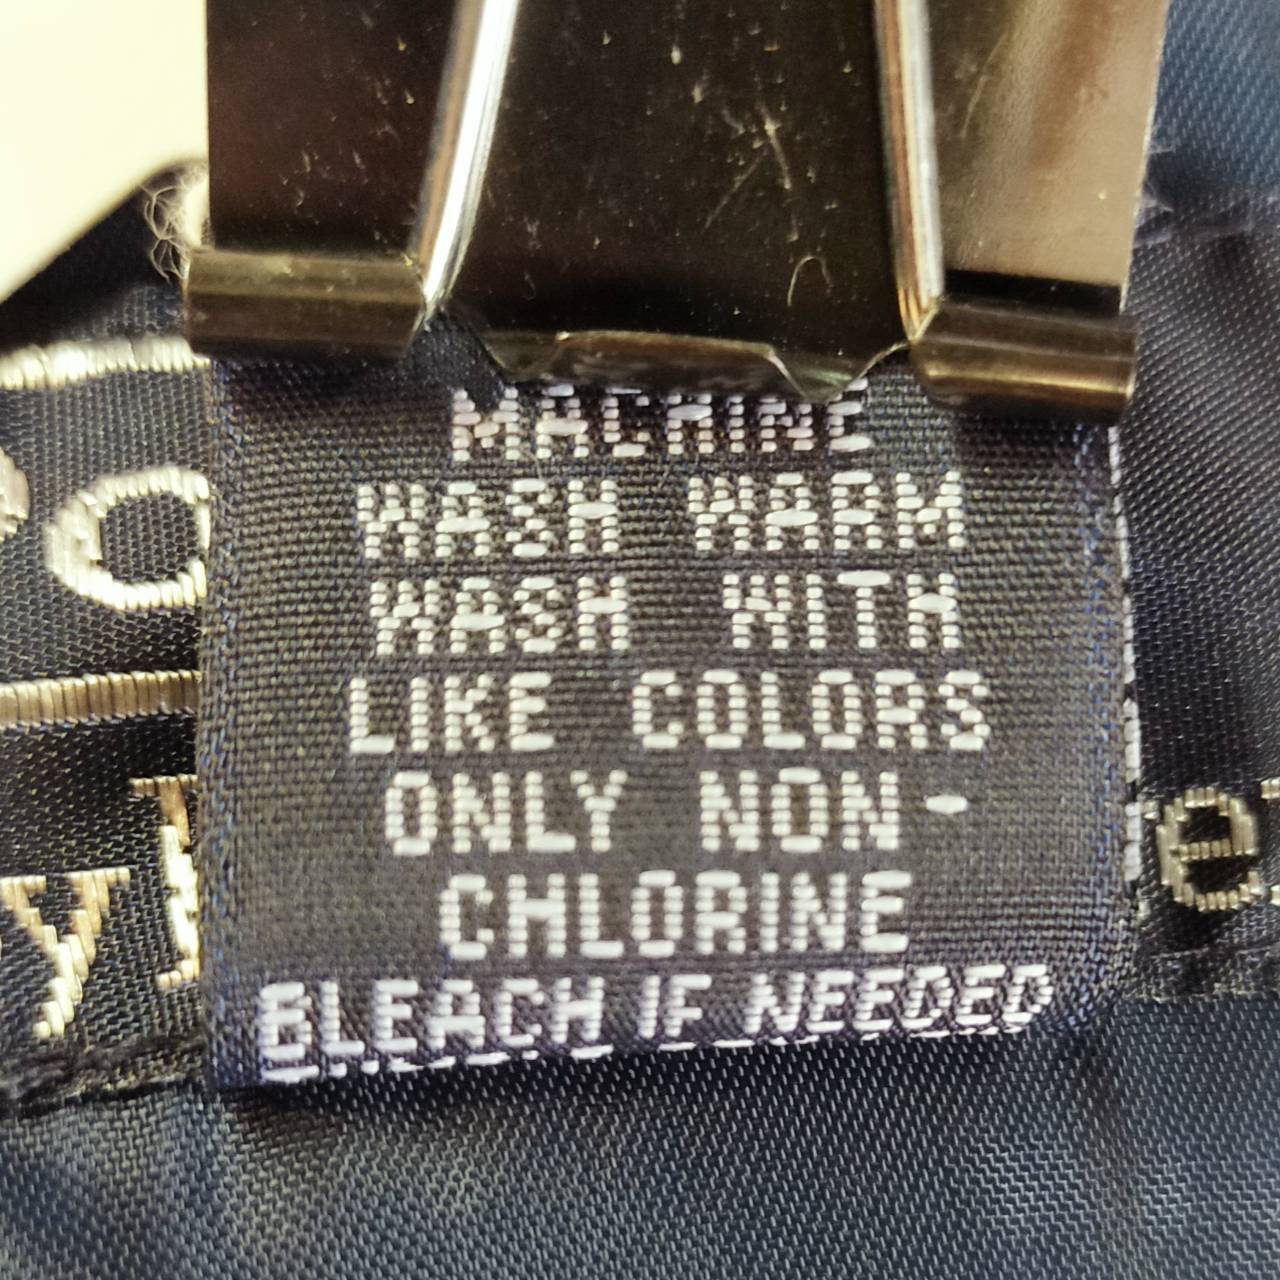 MACHINE
WASH WARM
WASH WITH
LIKE COLORS
ONLY NON-
CHLORINE
BLEACH IF NEEDED